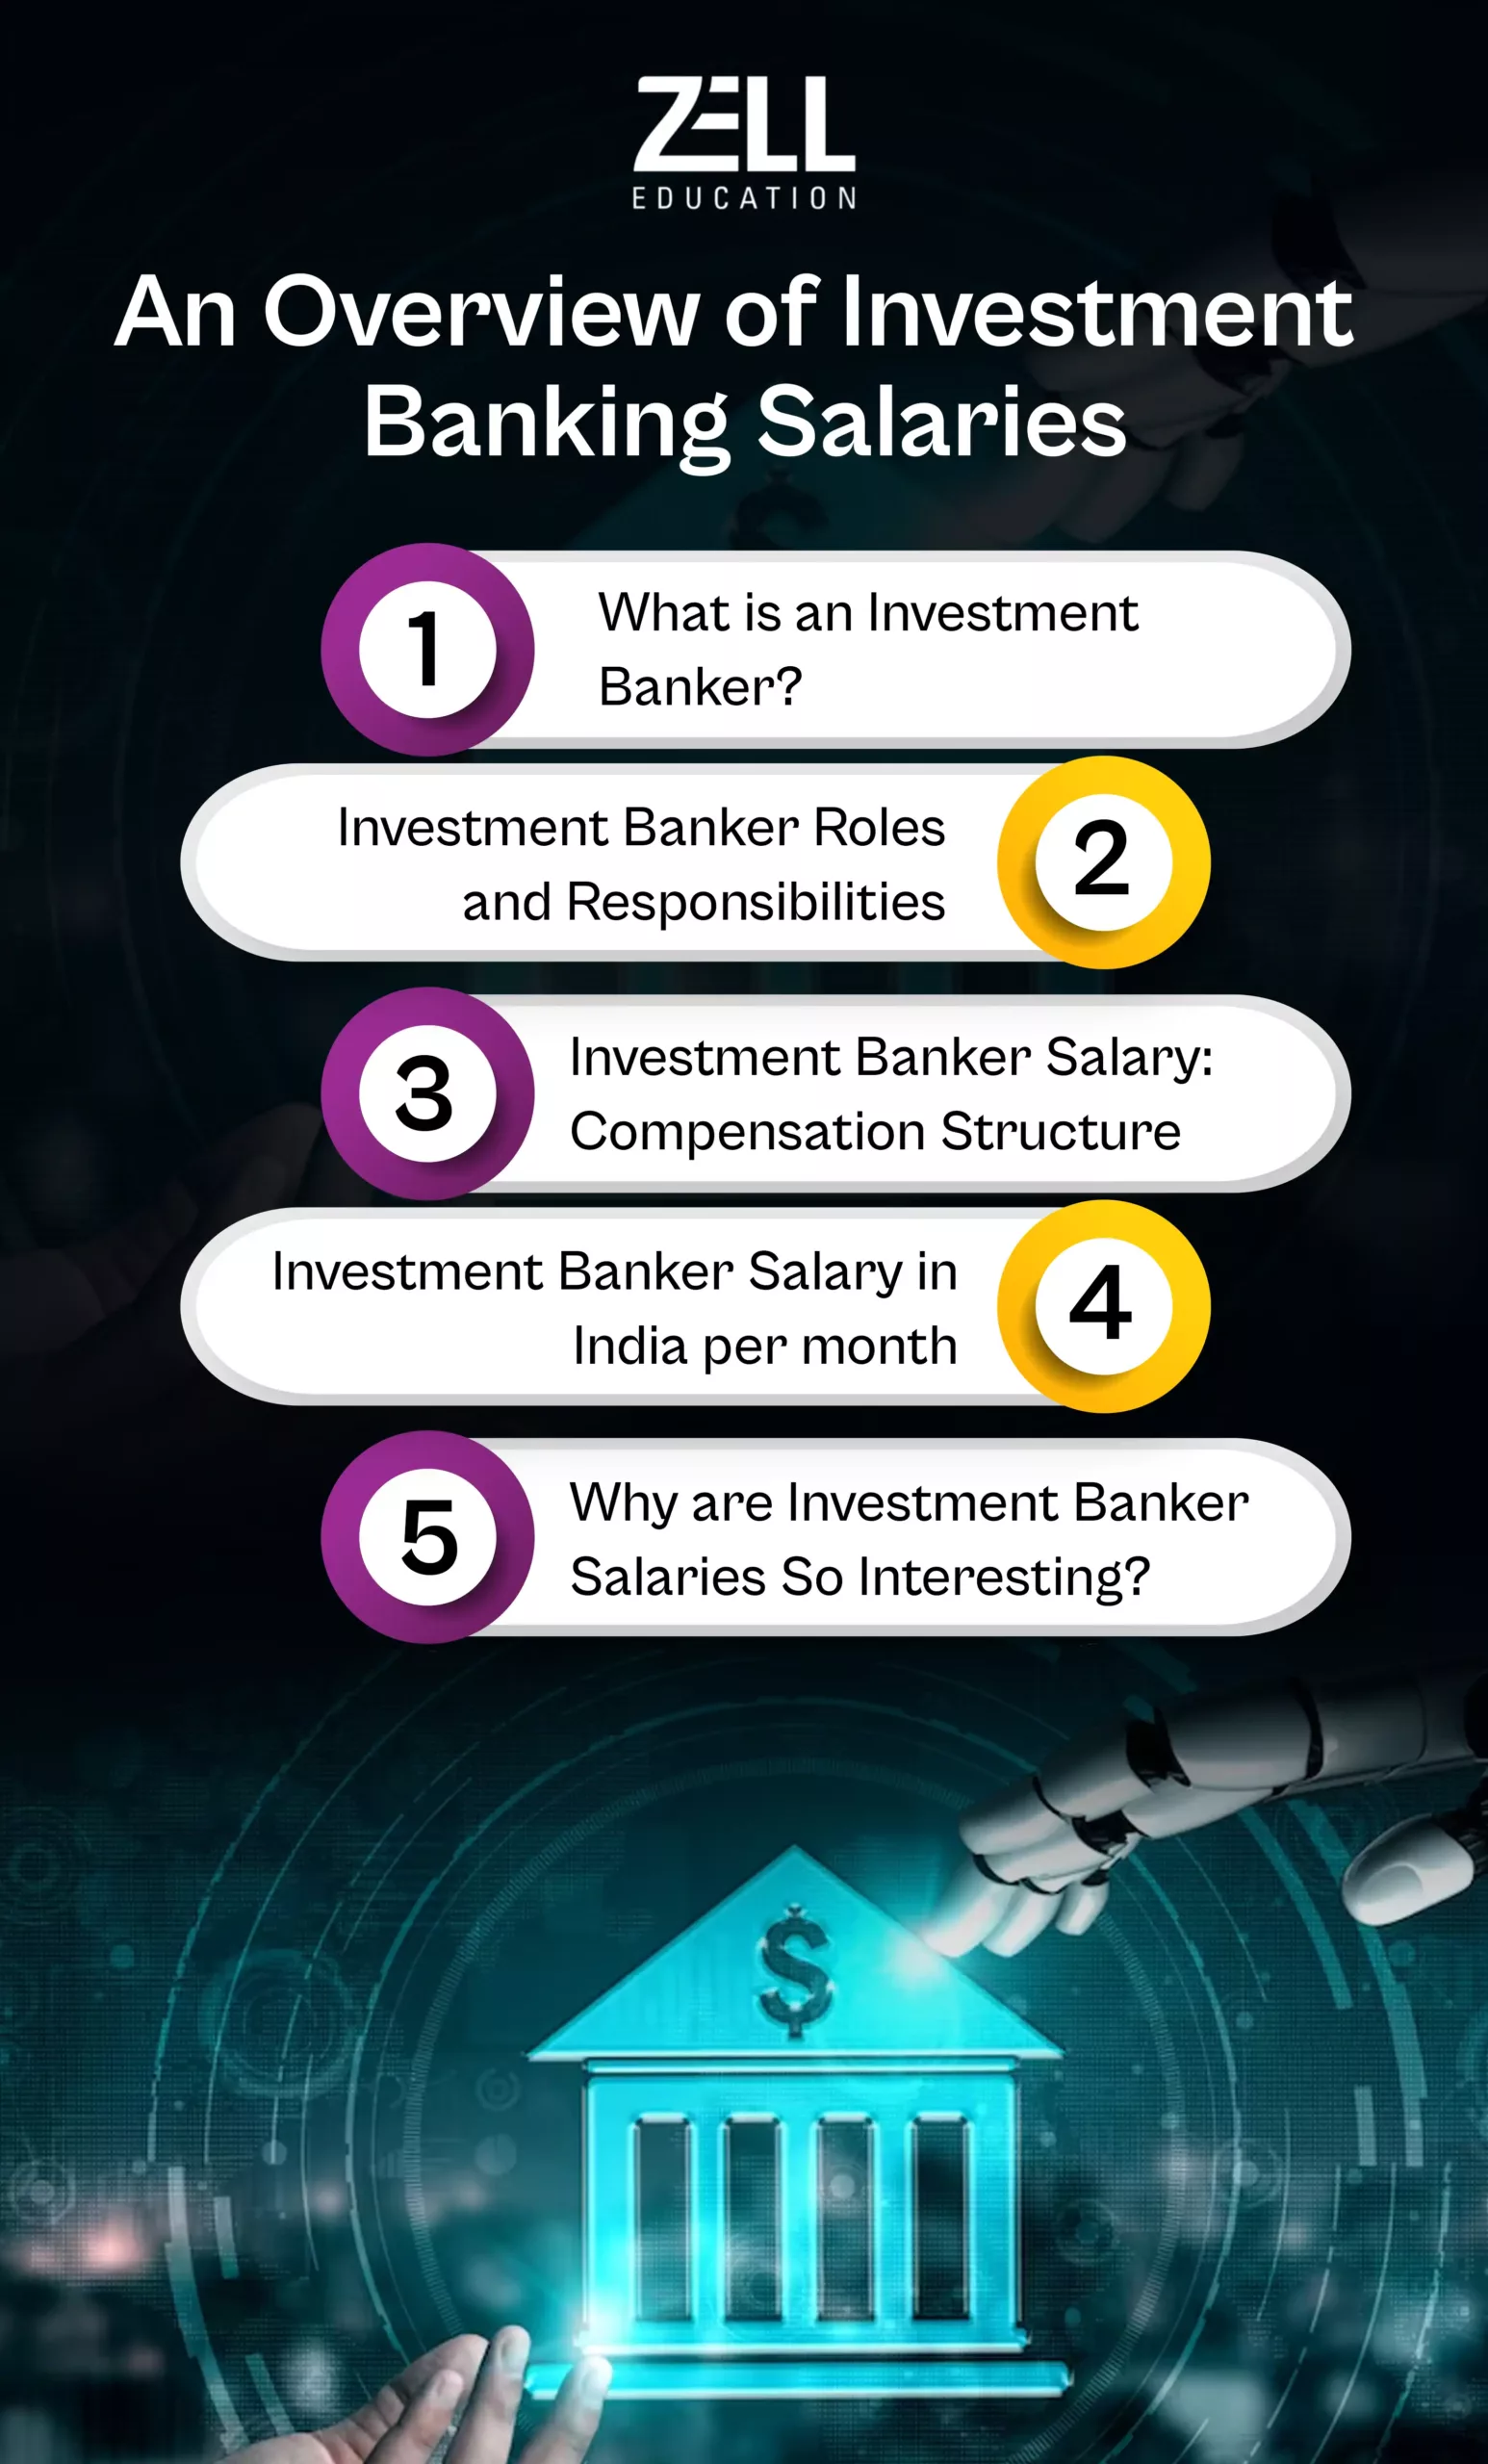 ZELL
EDUCATION
An Overview of Investment
Banking Salaries
1
What is an Investment
Banker?
Investment Banker Roles
and Responsibilities
2
3
Investment Banker Salary:
Compensation Structure
Investment Banker Salary in
India per month
4
5
Why are Investment Banker
Salaries So Interesting?
$